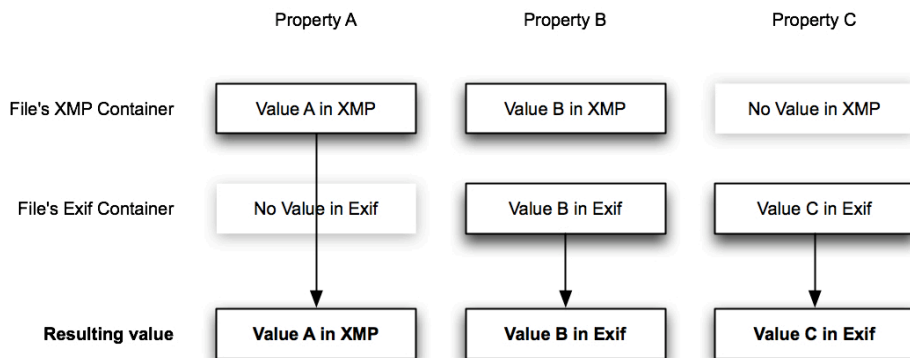 Property A Property B Property C
File's XMP Container Value A in XMP Value B in XMP No Value in XMP
File's Exif Container No Value in Exif Value B in Exif Value C in Exif
Resulting value Value A in XMP Value B in Exif Value C in Exif